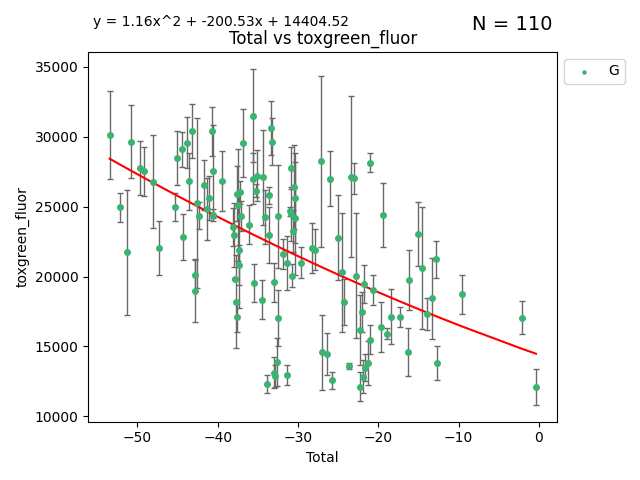 y = 1.16x^2 + -200.53x + 14404.52
N = 110
Total vs toxgreen_fluor
G
35000
30000
25000
20000
15000
10000
toxgreen_fluor
−50 −40 −30 −20 −10 0
Total